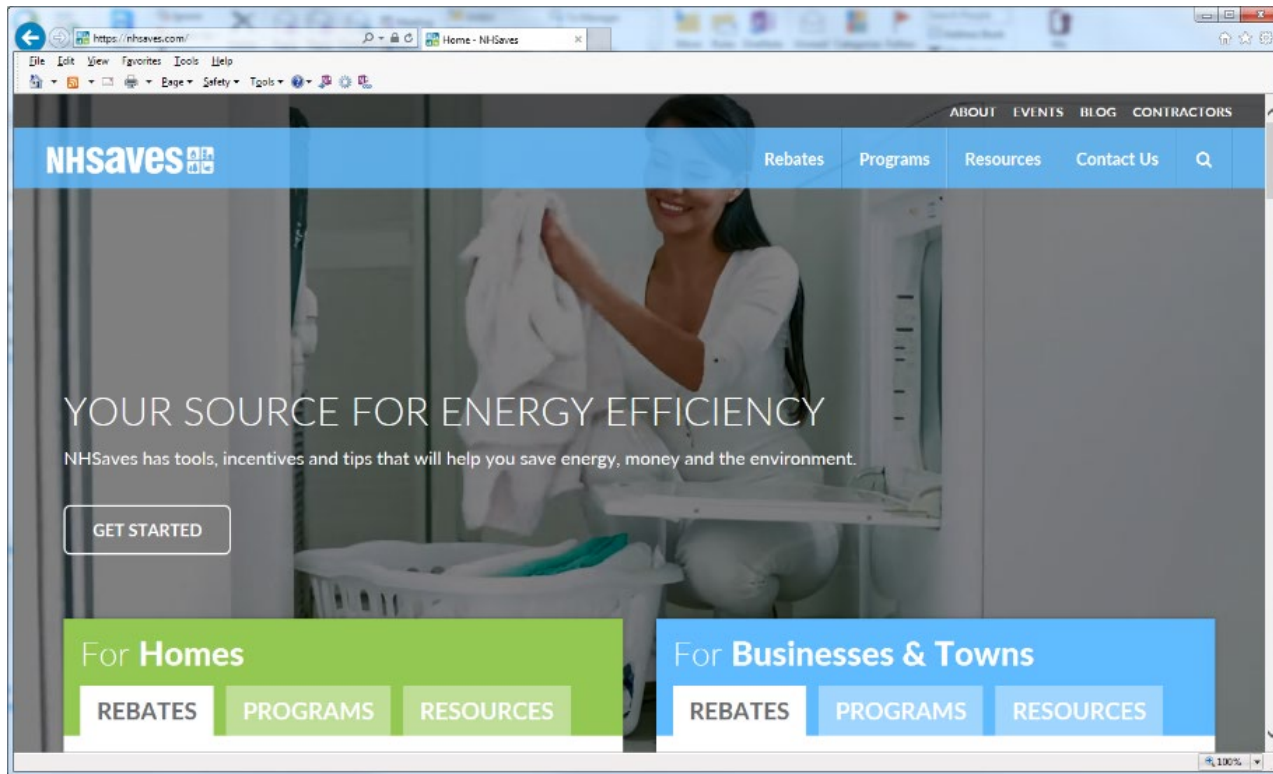 https://nhsaves.com/
Home - NHSaves
File Edit View Favorites Tools Help
Page Safety Tools
ABOUT EVENTS BLOG CONTRACTORS
NHSaves
Rebates Programs Resources Contact Us
YOUR SOURCE FOR ENERGY EFFICIENCY
NHSaves has tools, incentives and tips that will help you save energy, money and the environment.
GET STARTED
For Homes
REBATES PROGRAMS RESOURCES
For Businesses & Towns
REBATES PROGRAMS RESOURCES
100%